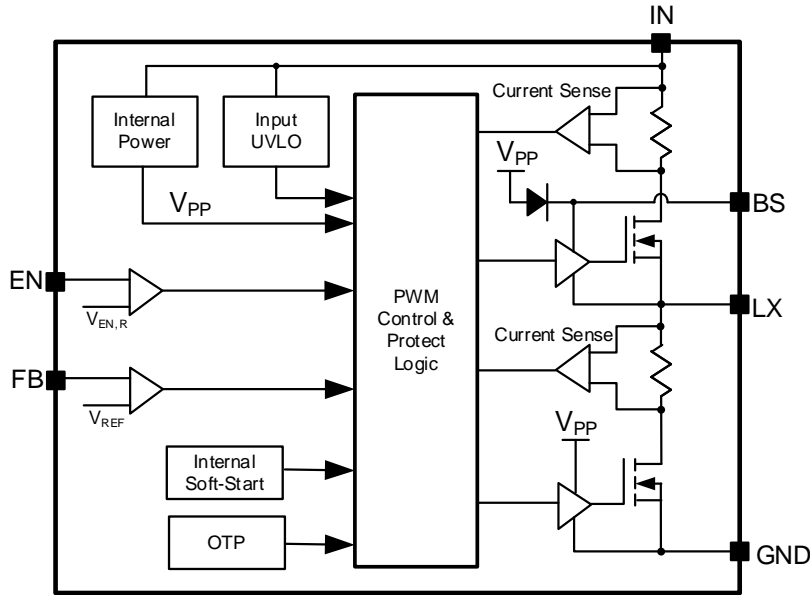 IN
Current Sense
Internal
Power
Input
UVLO
VPP
BS
VPP
EN
VEN, R
PWM
Control &
Protect
Logic
LX
Current Sense
FB
VREF
VPP
Internal
Soft-Start
OTP
GND